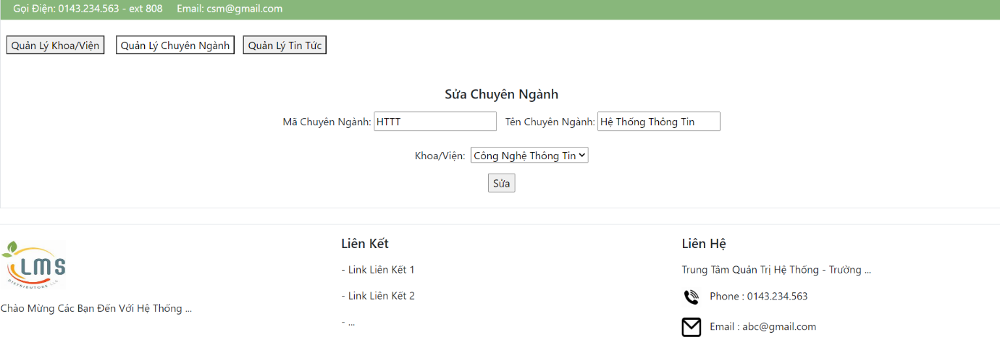 Gọi Điện: 0143.234.563 - ext 808 Email: csm@gmail.com
Quản Lý Khoa/Viện Quản Lý Chuyên Ngành Quản Lý Tin Tức
Sửa Chuyên Ngành
Mã Chuyên Ngành: HTTT Tên Chuyên Ngành: Hệ Thống Thông Tin
Khoa/Viện: Công Nghệ Thông Tin
Sửa
LMS
DISTRIBUTORS LLC
Chào Mừng Các Bạn Đến Với Hệ Thống ...
Liên Kết
- Link Liên Kết 1
- Link Liên Kết 2
- ...
Liên Hệ
Trung Tâm Quản Trị Hệ Thống - Trường ...
Phone : 0143.234.563
Email : abc@gmail.com